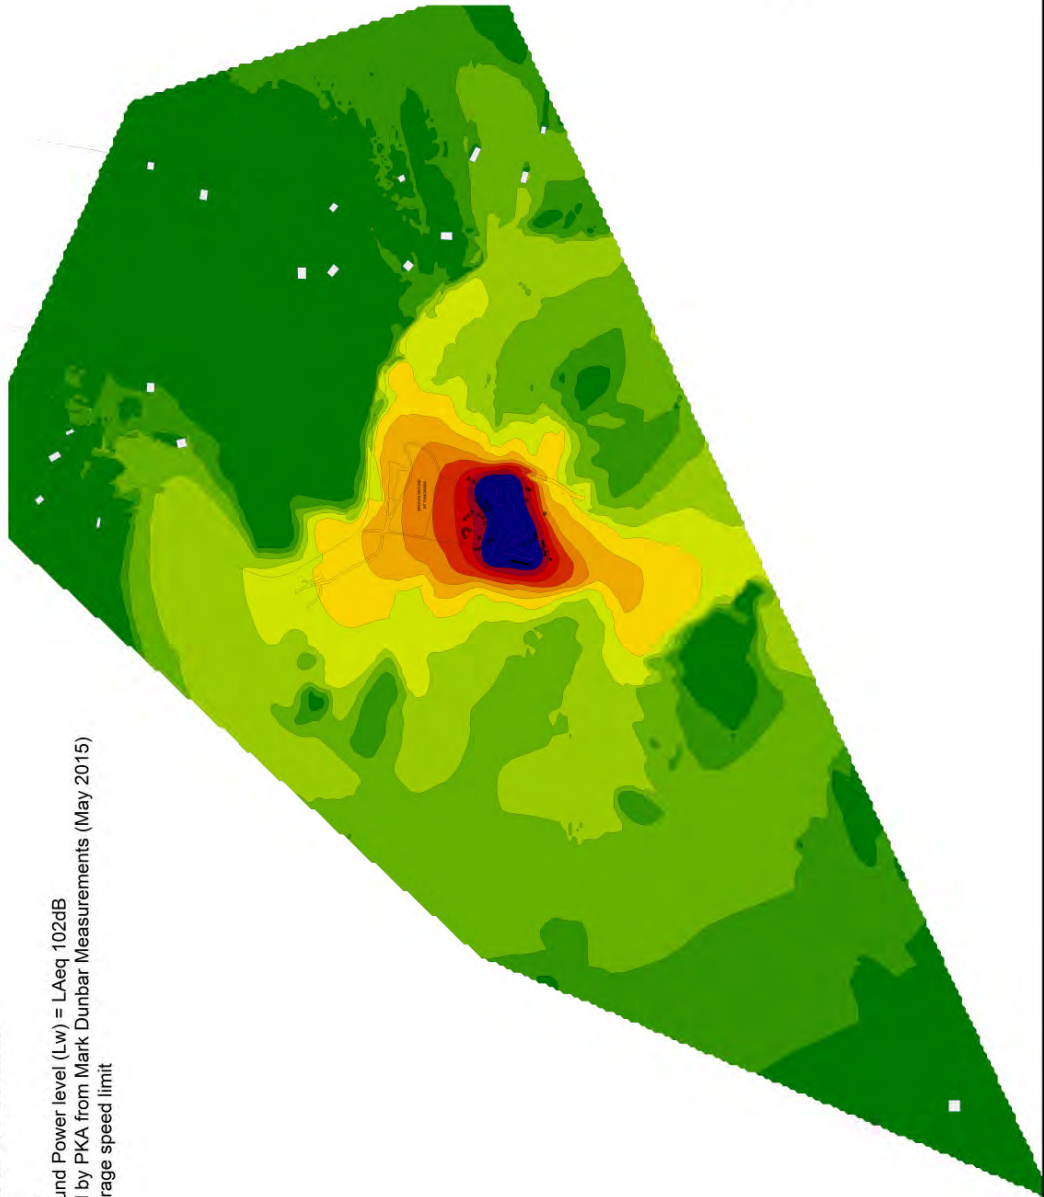 und Power level (Lw) = LAeq 102dB
by PKA from Mark Dunbar Measurements (May 2015)
rage speed limit